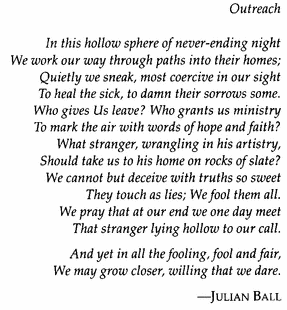 Outreach
In this hollow sphere of never-ending night
We work our way through paths into their homes;
Quietly we sneak, most coercive in our sight
To heal the sick, to damn their sorrows some.
Who gives Us leave? Who grants us ministry
To mark the air with words of hope and faith?
What stranger, wrangling in his artistry,
Should take us to his home on rocks of slate?
We cannot but deceive with truths so sweet
They touch as lies; We fool them all.
We pray that at our end we one day meet
That stranger lying hollow to our call.
And yet in all the fooling, fool and fair,
We may grow closer, willing that we dare.
—JULIAN BALL